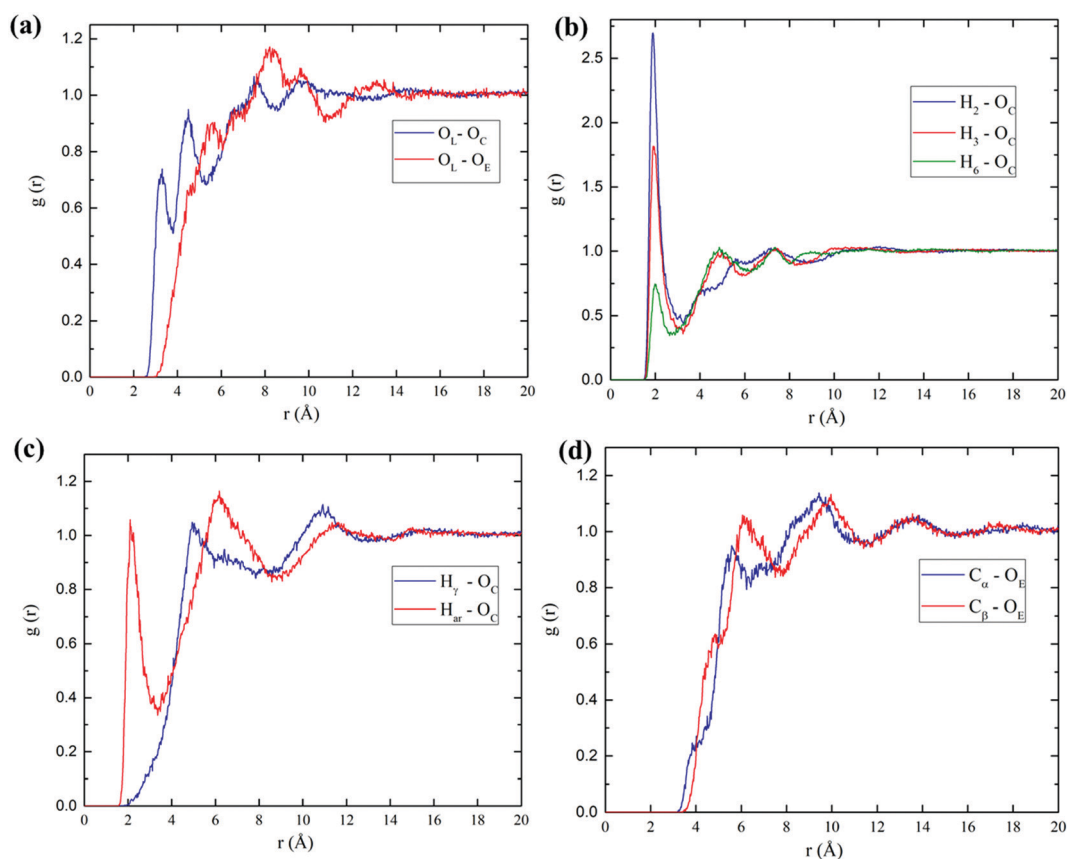 (a)
1.2
1.0
0.8
0.6
0.4
0.2
0.0
g (r)
O_L - O_C
O_L - O_E
0 2 4 6 8 10 12 14 16 18 20
r (Å)
(b)
2.5
2.0
1.5
1.0
0.5
0.0
g (r)
H_2 - O_C
H_3 - O_C
H_6 - O_C
0 2 4 6 8 10 12 14 16 18 20
r (Å)
(c)
1.2
1.0
0.8
0.6
0.4
0.2
0.0
g (r)
H_γ - O_C
H_ar - O_C
0 2 4 6 8 10 12 14 16 18 20
r (Å)
(d)
1.2
1.0
0.8
0.6
0.4
0.2
0.0
g (r)
C_α - O_E
C_β - O_E
0 2 4 6 8 10 12 14 16 18 20
r (Å)